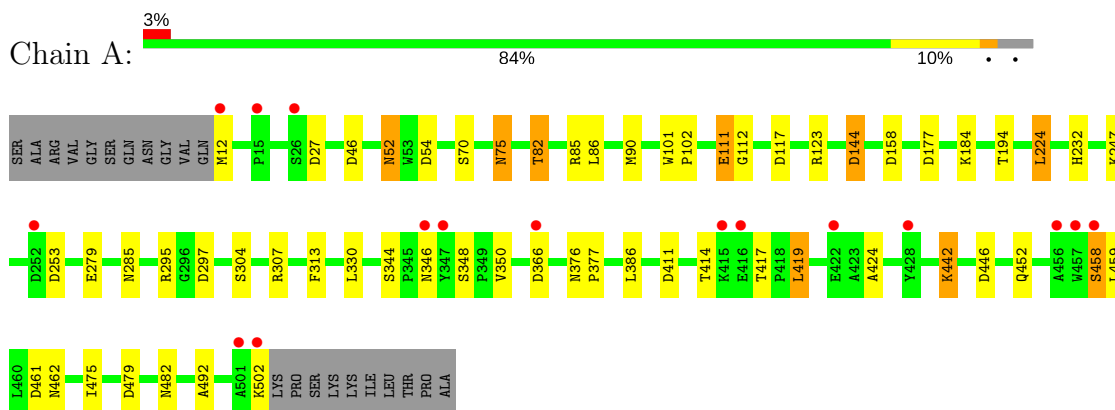 3%
Chain A:
84% 10% • •
SER ALA ARG VAL GLY SER GLN ASN GLY VAL GLN M12 P15 S26 D27 D46 N52 W53 D54 S70 N75 T82 R85 L86 M90 W101 P102 E111 G112 D117 R123 D144 D158 D177 K184 T194 L224 H232 K247
D252 D253 E279 N285 R295 G296 D297 S304 R307 F313 L330 S344 P345 N346 Y347 S348 P349 V350 D366 N376 P377 L386 D411 T414 K415 E416 T417 P418 L419 E422 A423 A424 Y428 K442 D446 Q452 A456 W457 S458 L459
L460 D461 N462 I475 D479 N482 A492 A501 K502 LYS PRO SER LYS LYS ILE LEU THR PRO ALA